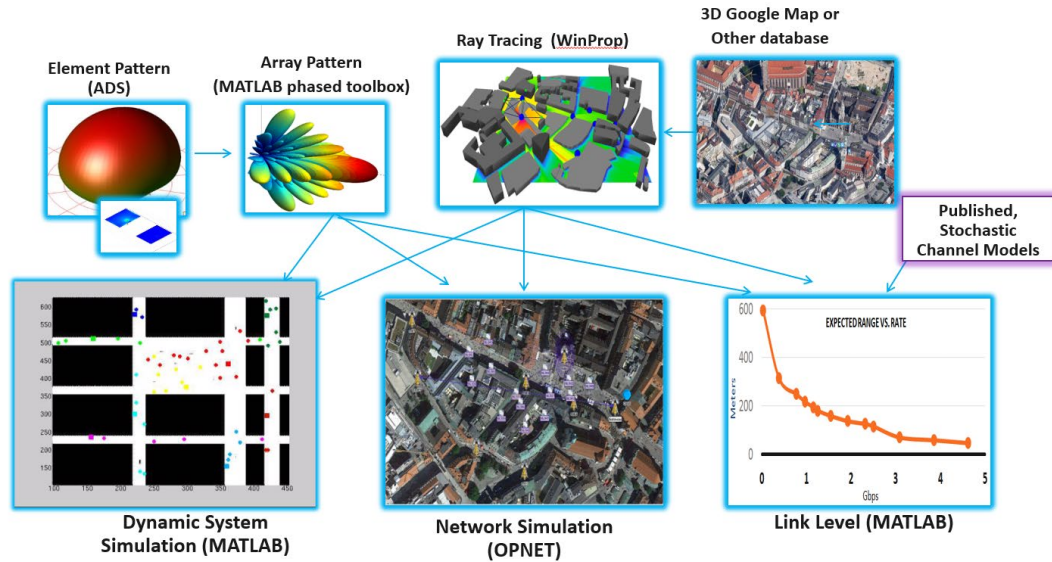 3D Google Map or
Other database
Ray Tracing (WinProp)
Array Pattern
(MATLAB phased toolbox)
Element Pattern
(ADS)
Published,
Stochastic
Channel Models
600
550
500
450
400
350
300
250
200
150
100
150
200
250
300
350
400
450
EXPECTED RANGE VS. RATE
Meters
600
400
200
0
0
1
2
3
4
5
Gbps
Dynamic System
Simulation (MATLAB)
Network Simulation
(OPNET)
Link Level (MATLAB)